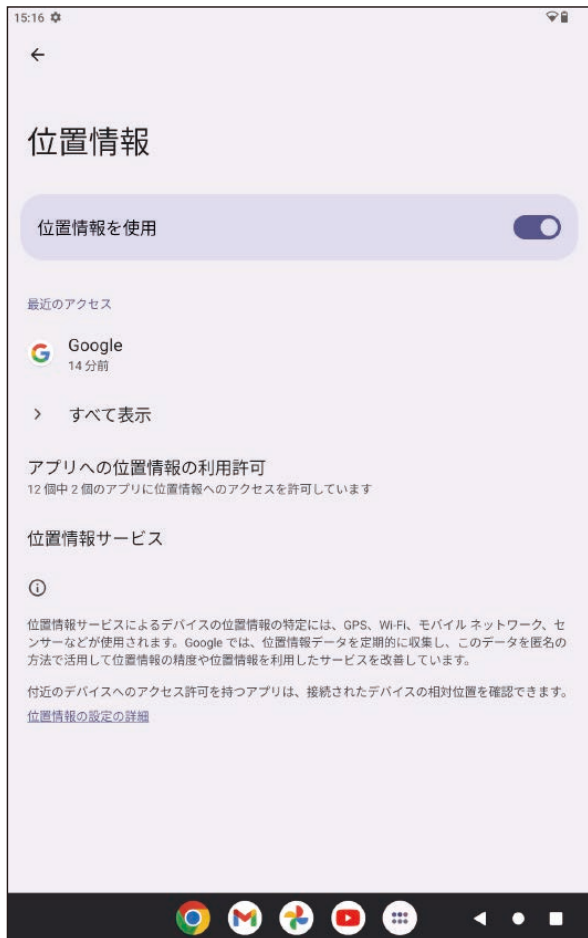 15:16
位置情報
位置情報を使用
最近のアクセス
Google
14 分前
すべて表示
アプリへの位置情報の利用許可
12 個中 2 個のアプリに位置情報へのアクセスを許可しています
位置情報サービス
位置情報サービスによるデバイスの位置情報の特定には、GPS、Wi-Fi、モバイル ネットワーク、セ
ンサーなどが使用されます。Google では、位置情報データを定期的に収集し、このデータを匿名の
方法で活用して位置情報の精度や位置情報を利用したサービスを改善しています。
付近のデバイスへのアクセス許可を持つアプリは、接続されたデバイスの相対位置を確認できます。
位置情報の設定の詳細